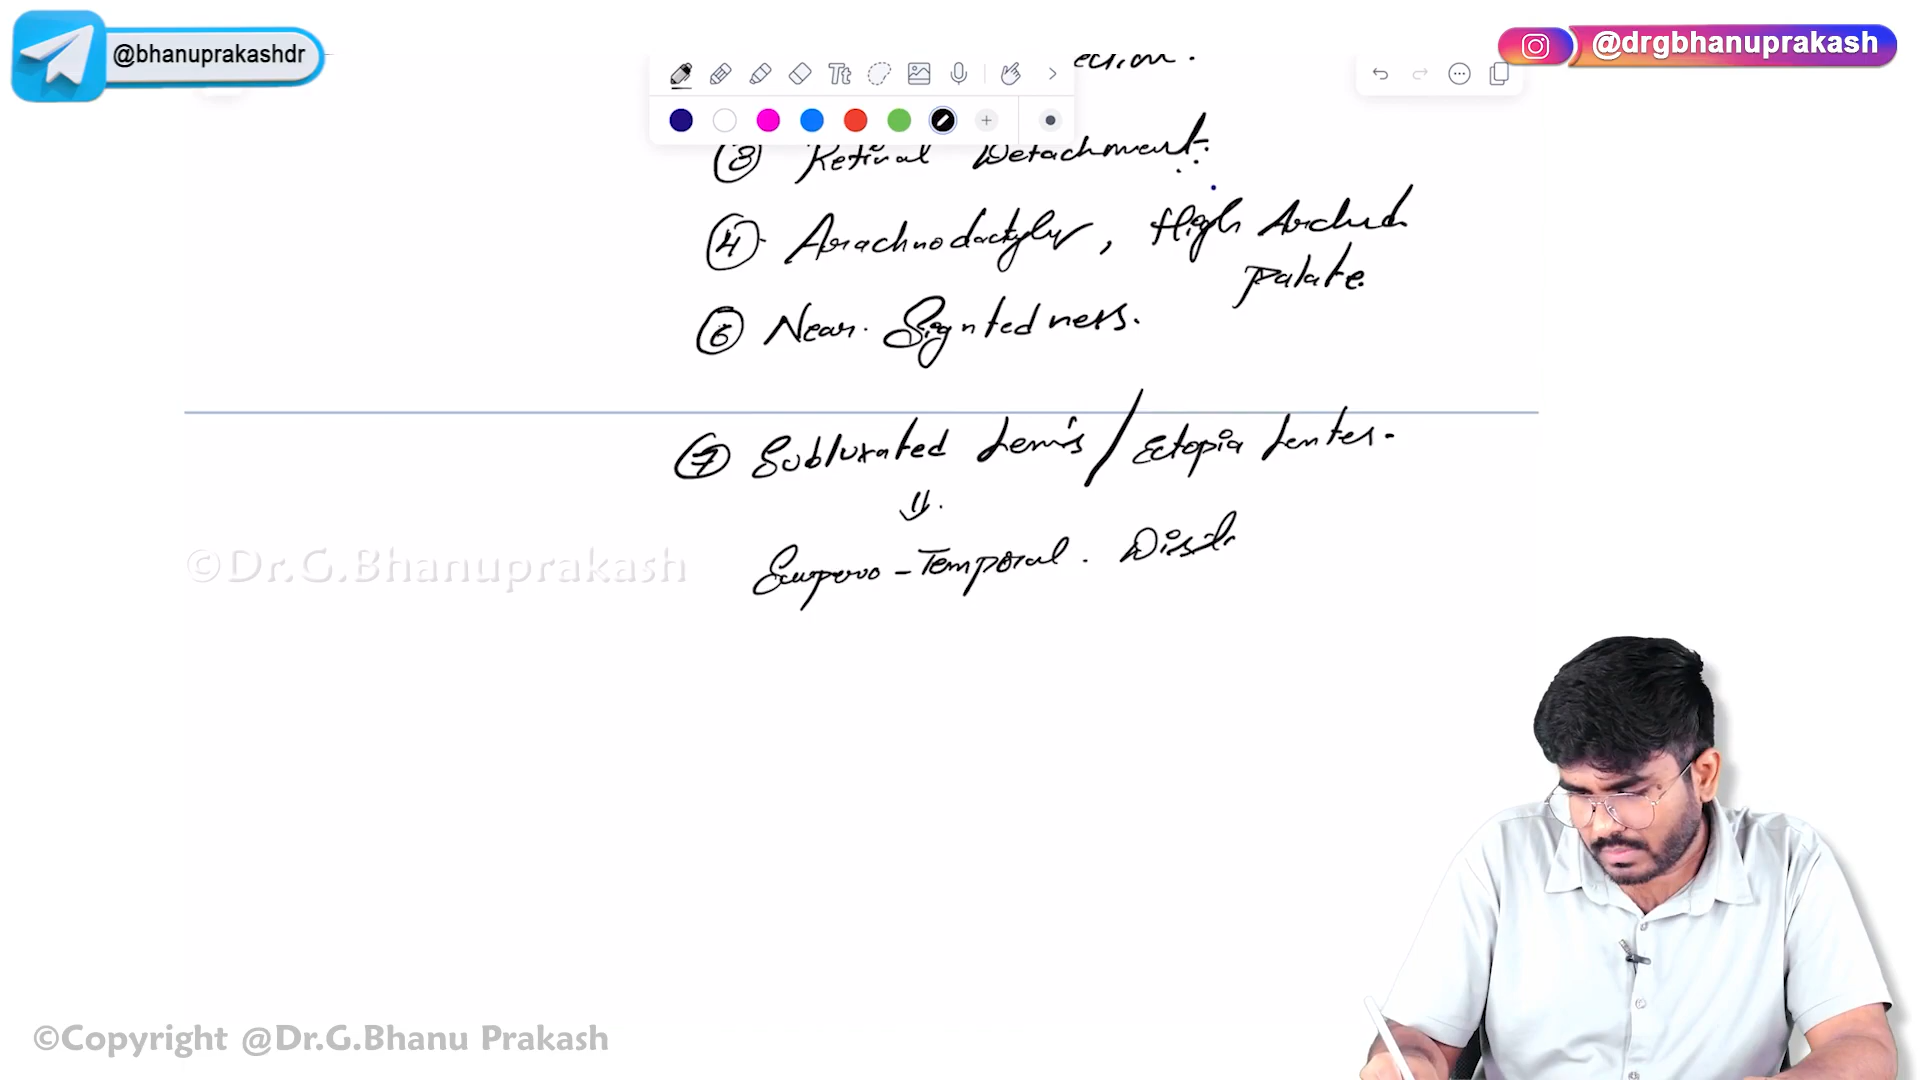 @bhanuprakashdr
@drgbhanuprakash
ection.
Tt
③ Retinal Detachment.
④ Arachnodactyly, High Arched
palate.
⑥ Near Sightedness.
⑦ Subluxated Lens / Ectopia Lentes.
⇓
Supero-Temporal. Disl
©Dr.G.Bhanuprakash
©Copyright @Dr.G.Bhanu Prakash